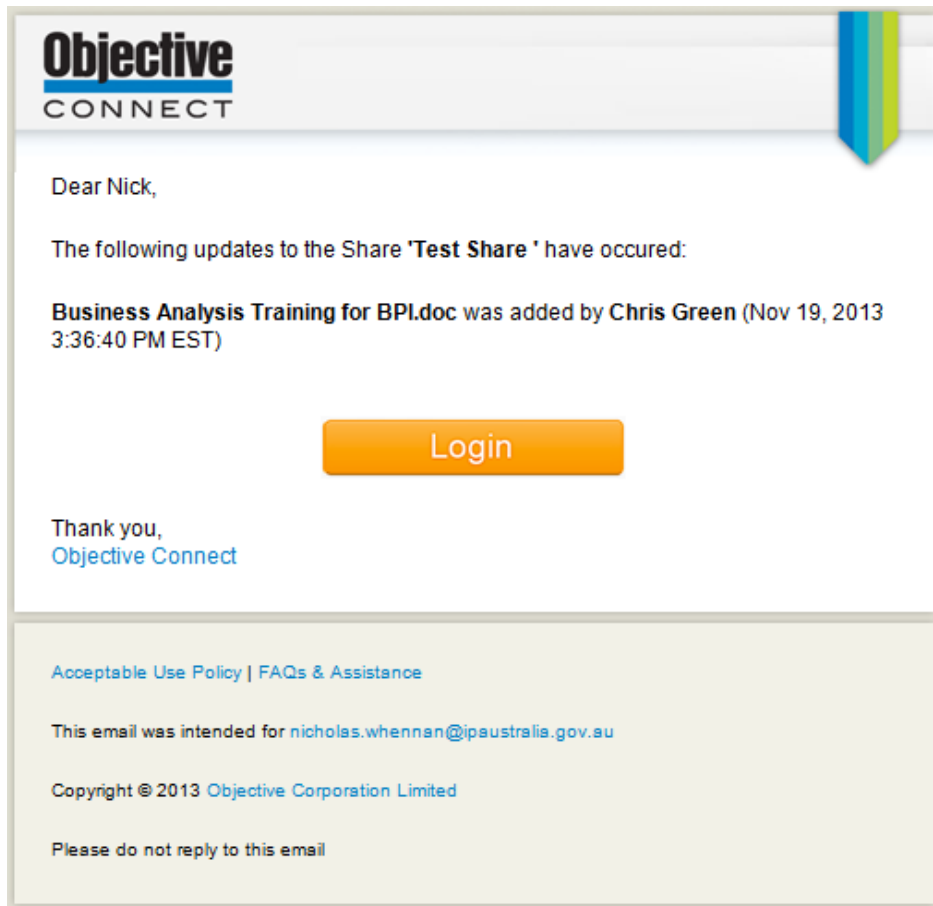 Objective
CONNECT
Dear Nick,
The following updates to the Share 'Test Share ' have occured:
Business Analysis Training for BPI.doc was added by Chris Green (Nov 19, 2013
3:36:40 PM EST)
Login
Thank you,
Objective Connect
Acceptable Use Policy | FAQs & Assistance
This email was intended for nicholas.whennan@ipaustralia.gov.au
Copyright © 2013 Objective Corporation Limited
Please do not reply to this email